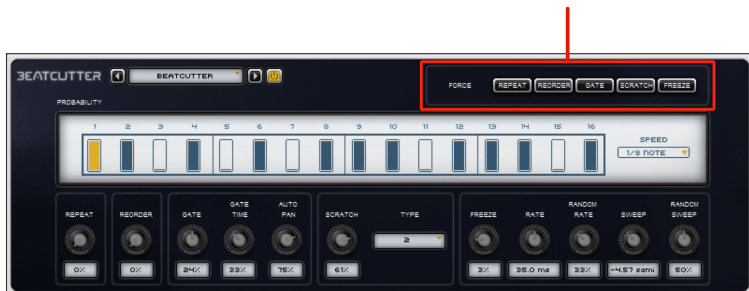 BEATCUTTER BEATCUTTER
FORCE REPEAT REORDER GATE SCRATCH FREEZE
PROBABILITY
1 2 3 4 5 6 7 8 9 10 11 12 13 14 15 16
SPEED
1/8 NOTE
REPEAT REORDER GATE GATE TIME AUTO PAN SCRATCH TYPE FREEZE RATE RANDOM RATE SWEEP RANDOM SWEEP
2
0% 0% 24% 33% 75% 61% 3% 35.0 ms 33% -4.57 semi 50%